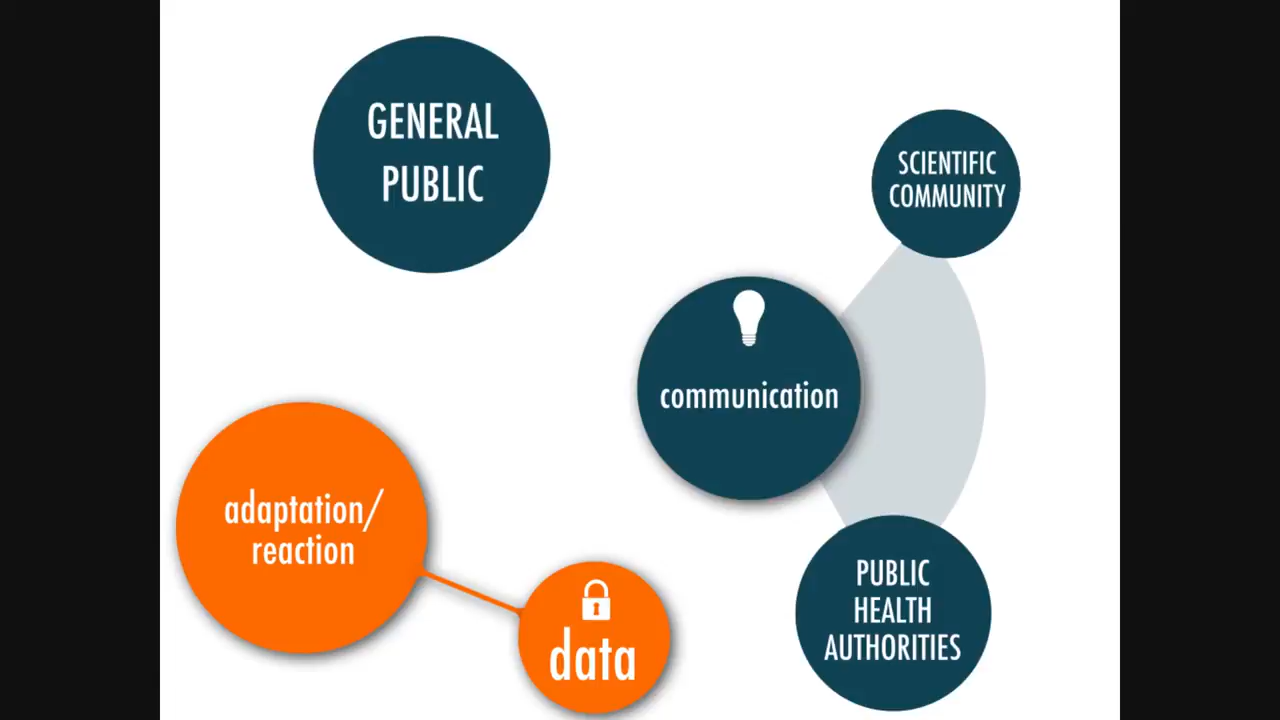 GENERAL
PUBLIC
SCIENTIFIC
COMMUNITY
communication
adaptation/
reaction
data
PUBLIC
HEALTH
AUTHORITIES